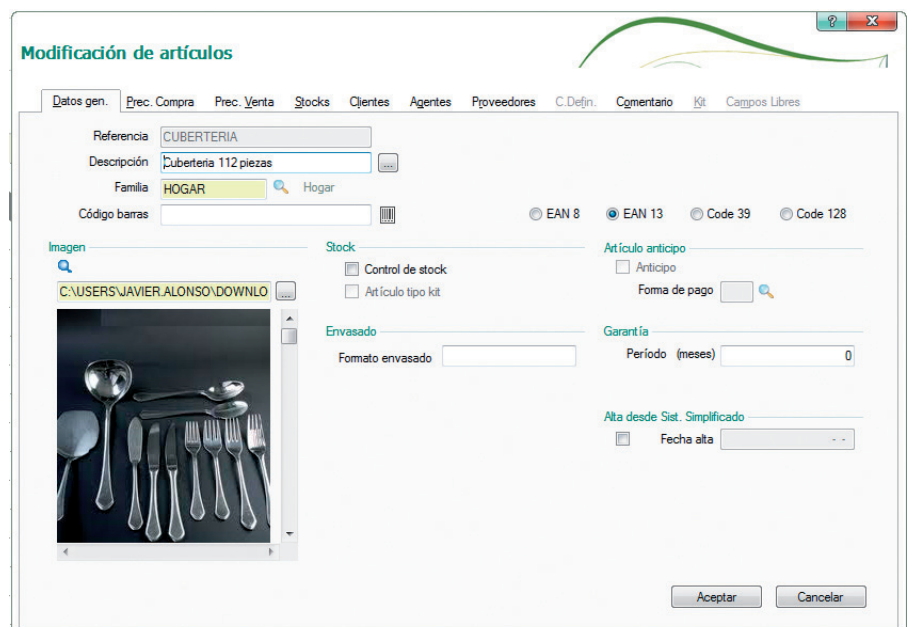 Modificación de artículos
Datos gen. Prec. Compra Prec. Venta Stocks Clientes Agentes Proveedores C.Defin. Comentario Kit Campos Libres
Referencia CUBERTERIA
Descripción Cuberteria 112 piezas ...
Familia HOGAR Hogar
Código barras EAN 8 EAN 13 Code 39 Code 128
Imagen Stock Artículo anticipo
Control de stock Anticipo
C:\USERS\JAVIER.ALONSO\DOWNLO ... Artículo tipo kit Forma de pago
Envasado Garantía
Formato envasado Período (meses) 0
Alta desde Sist. Simplificado
Fecha alta - -
Aceptar Cancelar